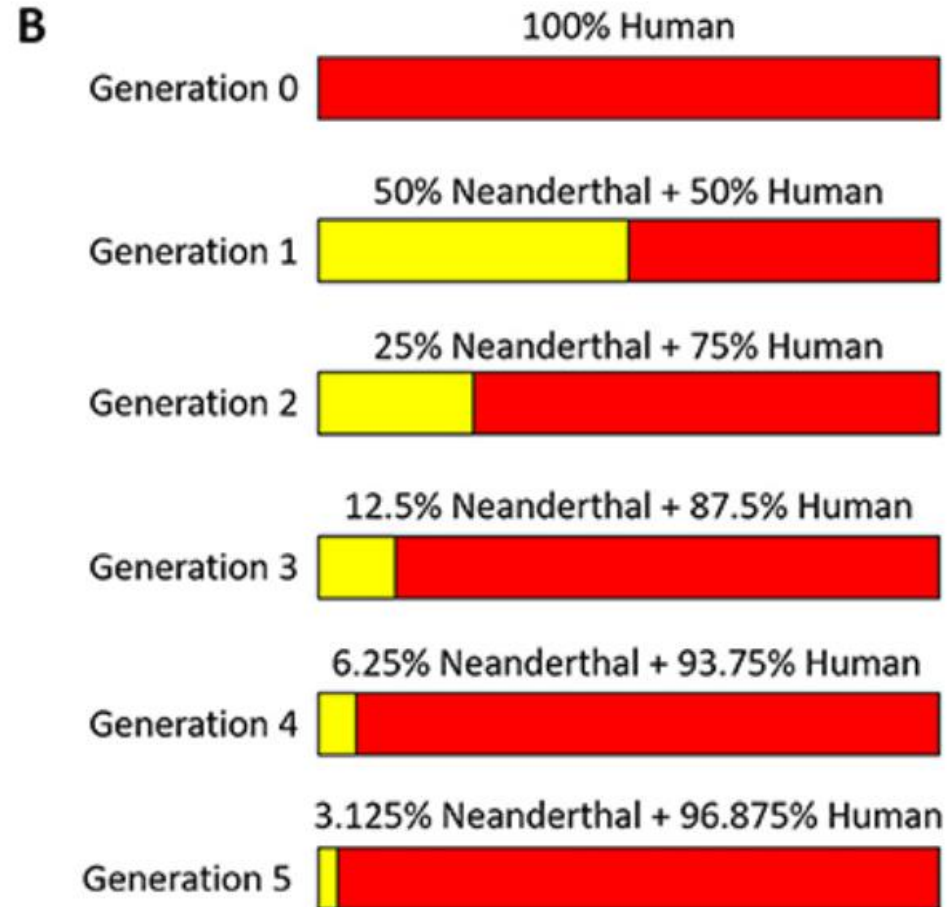 B
100% Human
Generation 0
50% Neanderthal + 50% Human
Generation 1
25% Neanderthal + 75% Human
Generation 2
12.5% Neanderthal + 87.5% Human
Generation 3
6.25% Neanderthal + 93.75% Human
Generation 4
3.125% Neanderthal + 96.875% Human
Generation 5